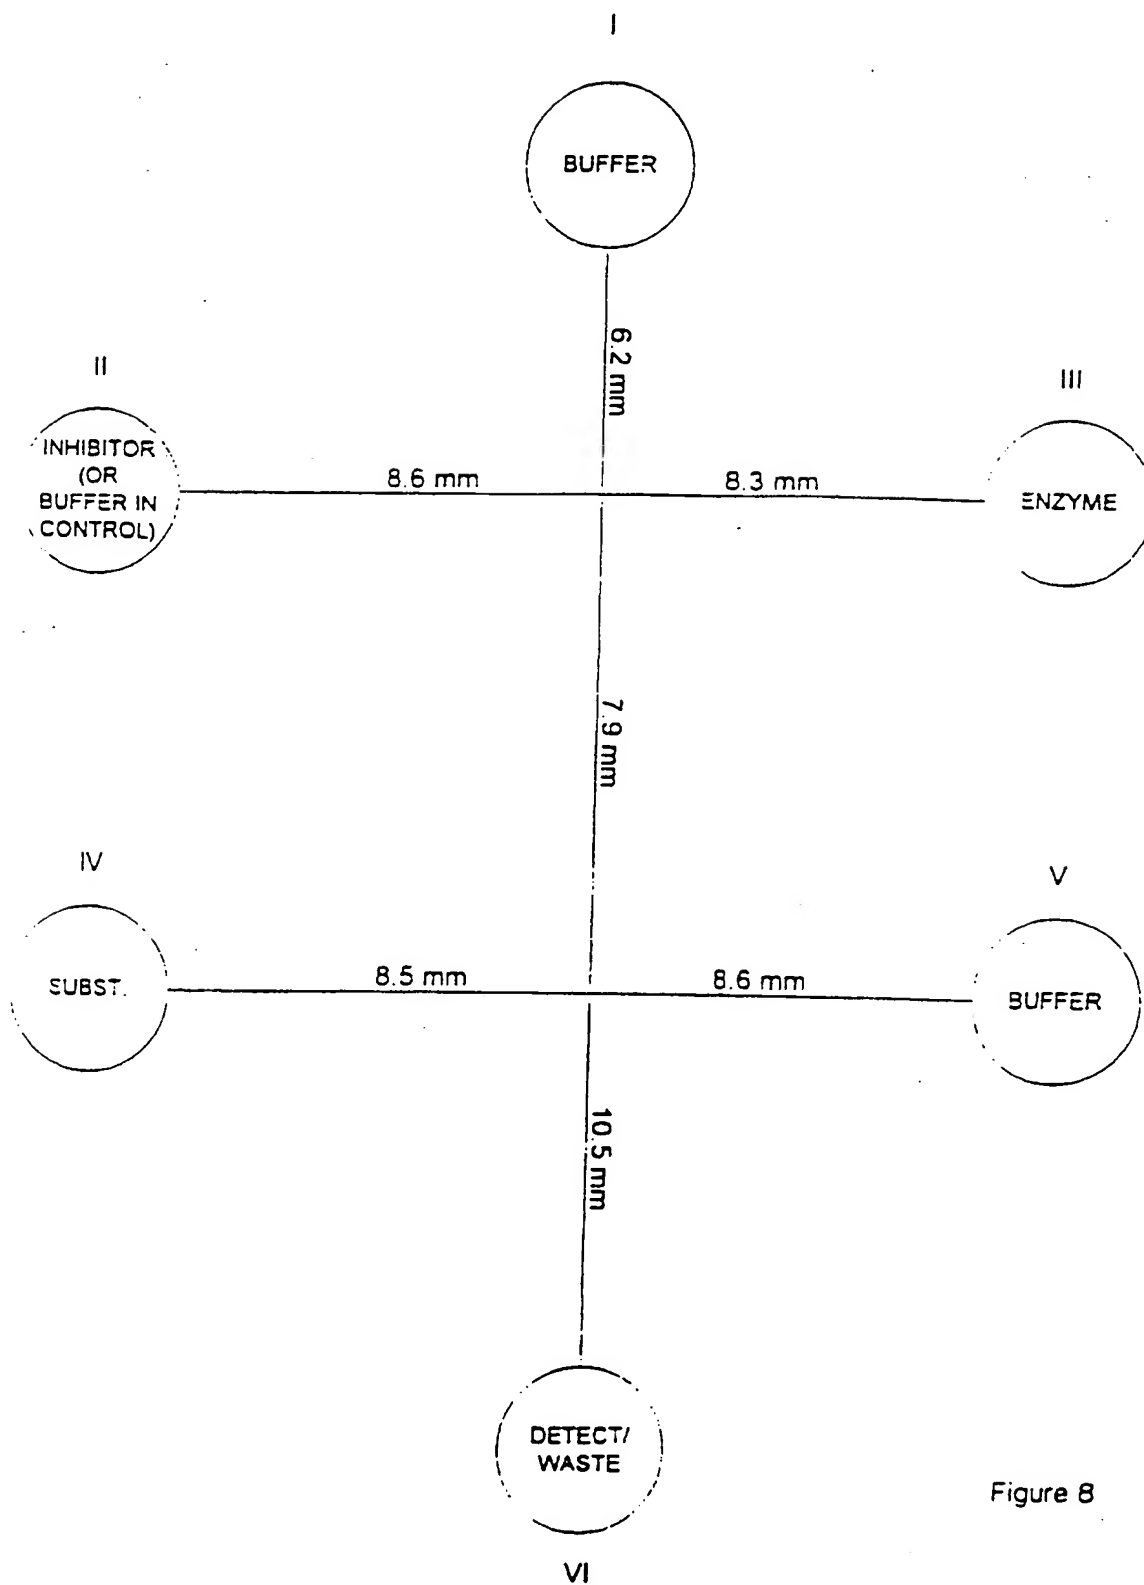 I
BUFFER
6.2 mm
II
III
INHIBITOR
(OR
BUFFER IN
CONTROL)
8.6 mm
8.3 mm
ENZYME
7.9 mm
IV
V
SUBST.
8.5 mm
8.6 mm
BUFFER
10.5 mm
DETECT/
WASTE
Figure 8
VI